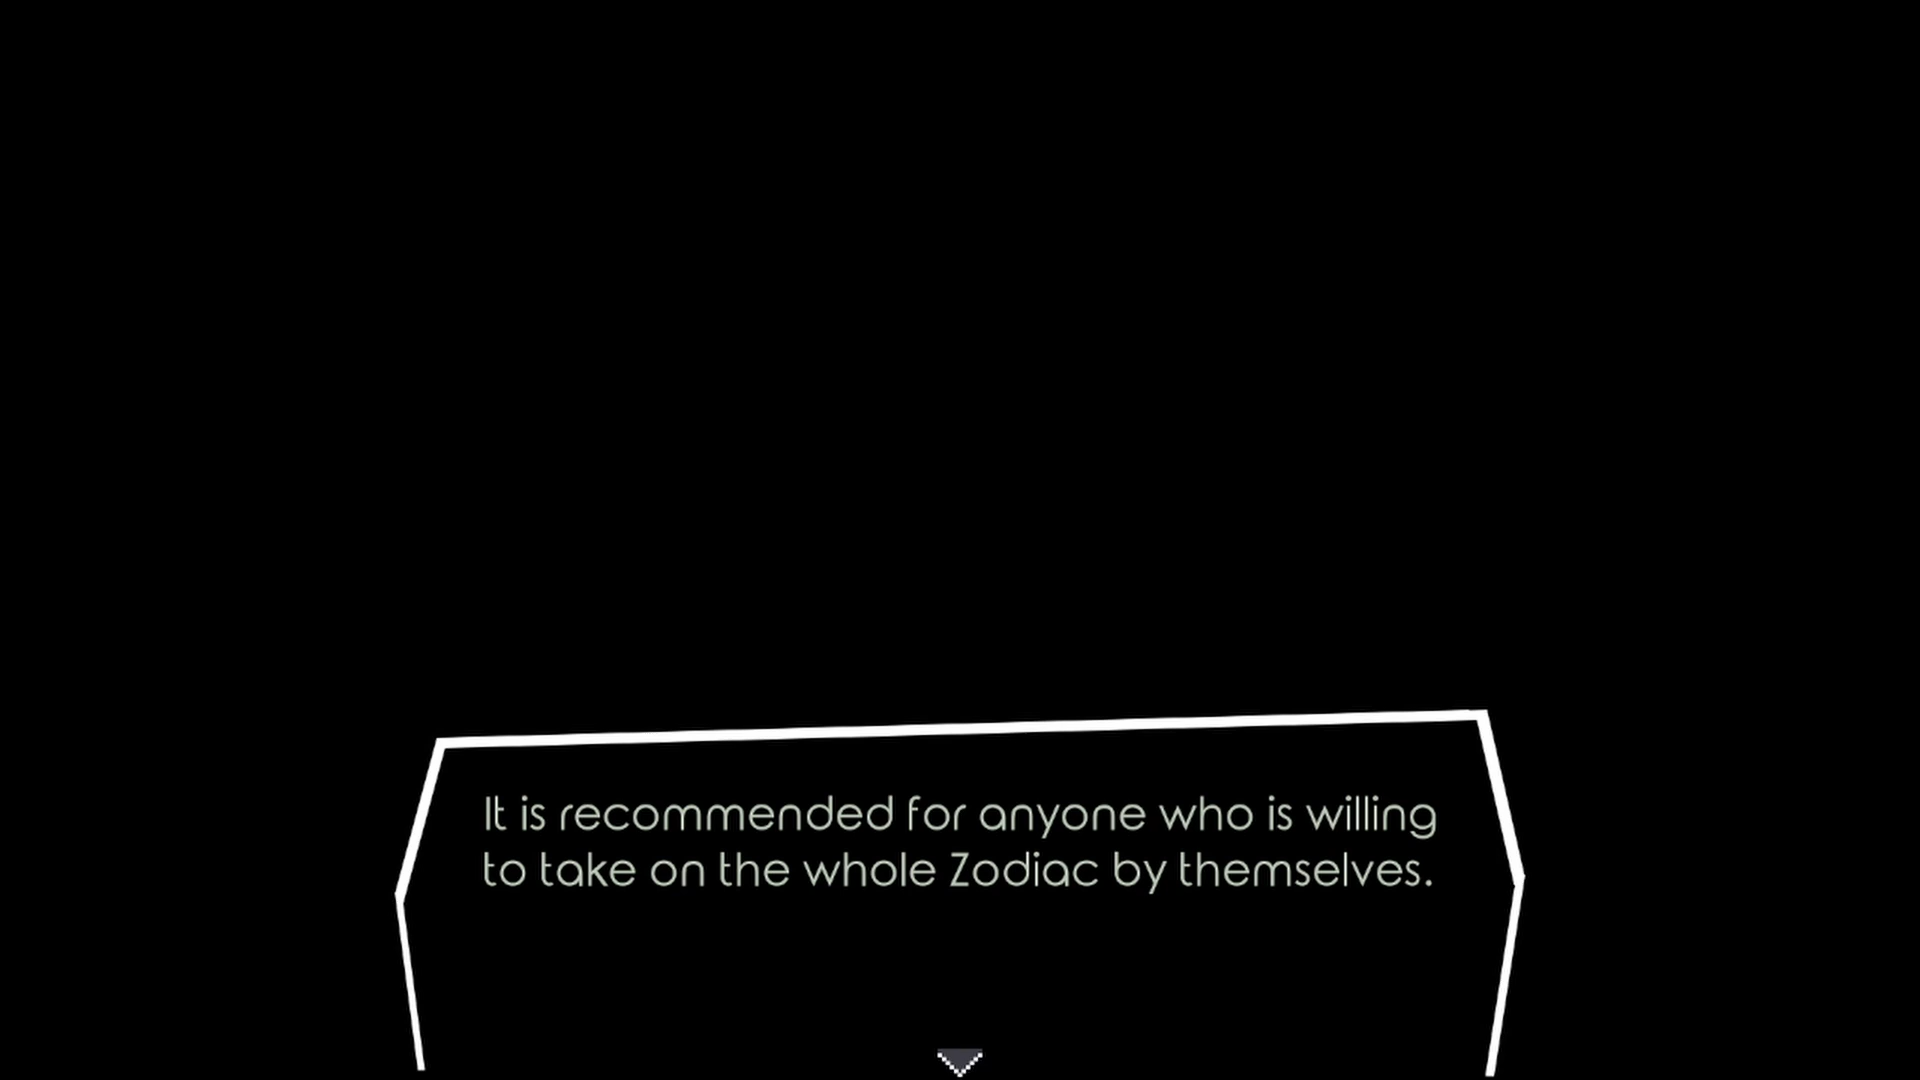 It is recommended for anyone who is willing
to take on the whole Zodiac by themselves.